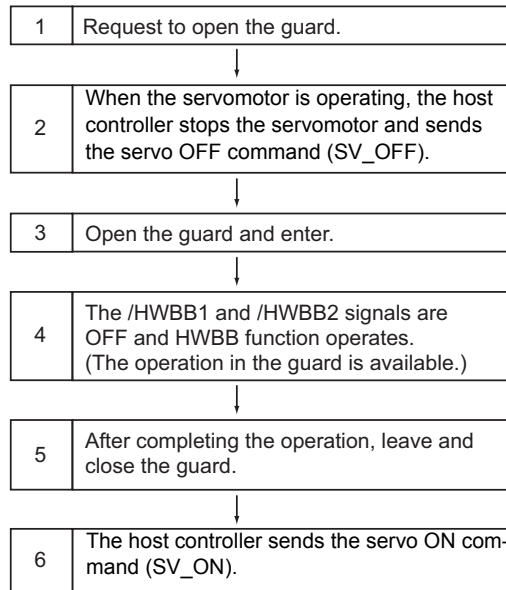 1 Request to open the guard.
2 When the servomotor is operating, the host
controller stops the servomotor and sends
the servo OFF command (SV_OFF).
3 Open the guard and enter.
4 The /HWBB1 and /HWBB2 signals are
OFF and HWBB function operates.
(The operation in the guard is available.)
5 After completing the operation, leave and
close the guard.
6 The host controller sends the servo ON com-
mand (SV_ON).